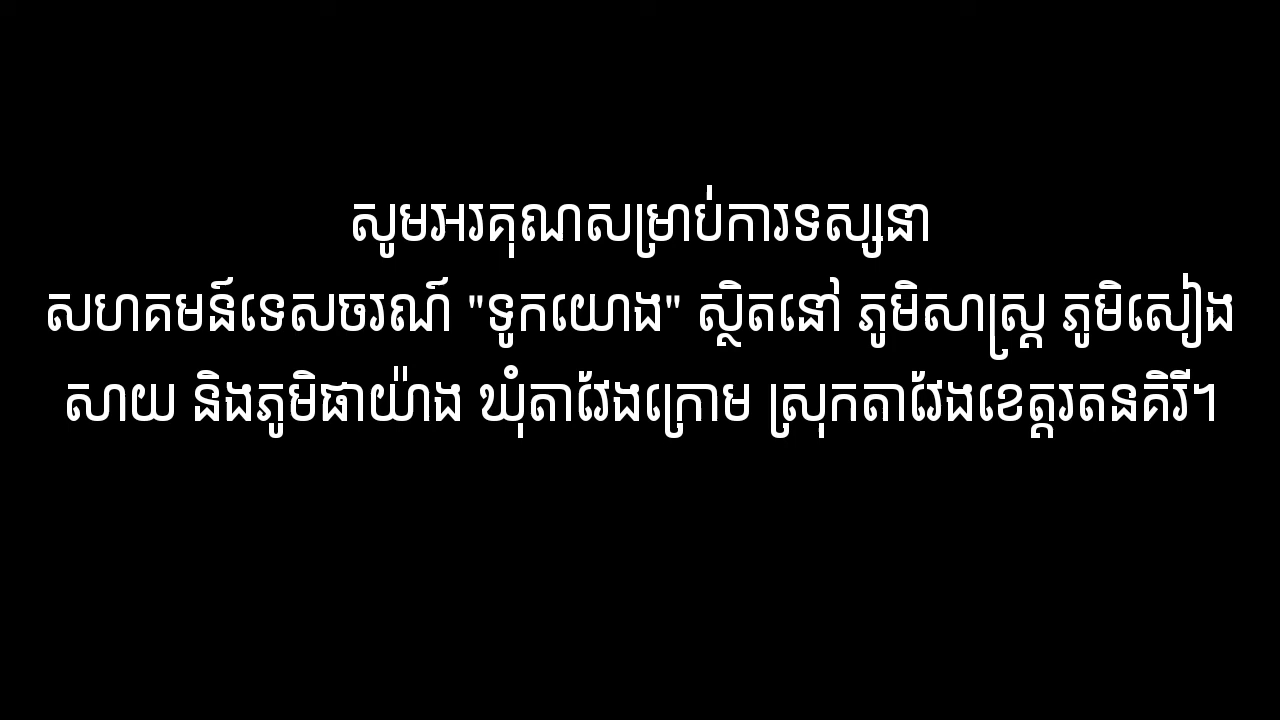 សូមអរគុណសម្រាប់ការទស្សនា
សហគមន៍ទេសចរណ៍ "ទូកយោង" ស្ថិតនៅ ភូមិសាស្ត្រ ភូមិសៀង
សាយ និងភូមិផាយ៉ាង ឃុំតាវែងក្រោម ស្រុកតាវែងខេត្តរតនគិរី។